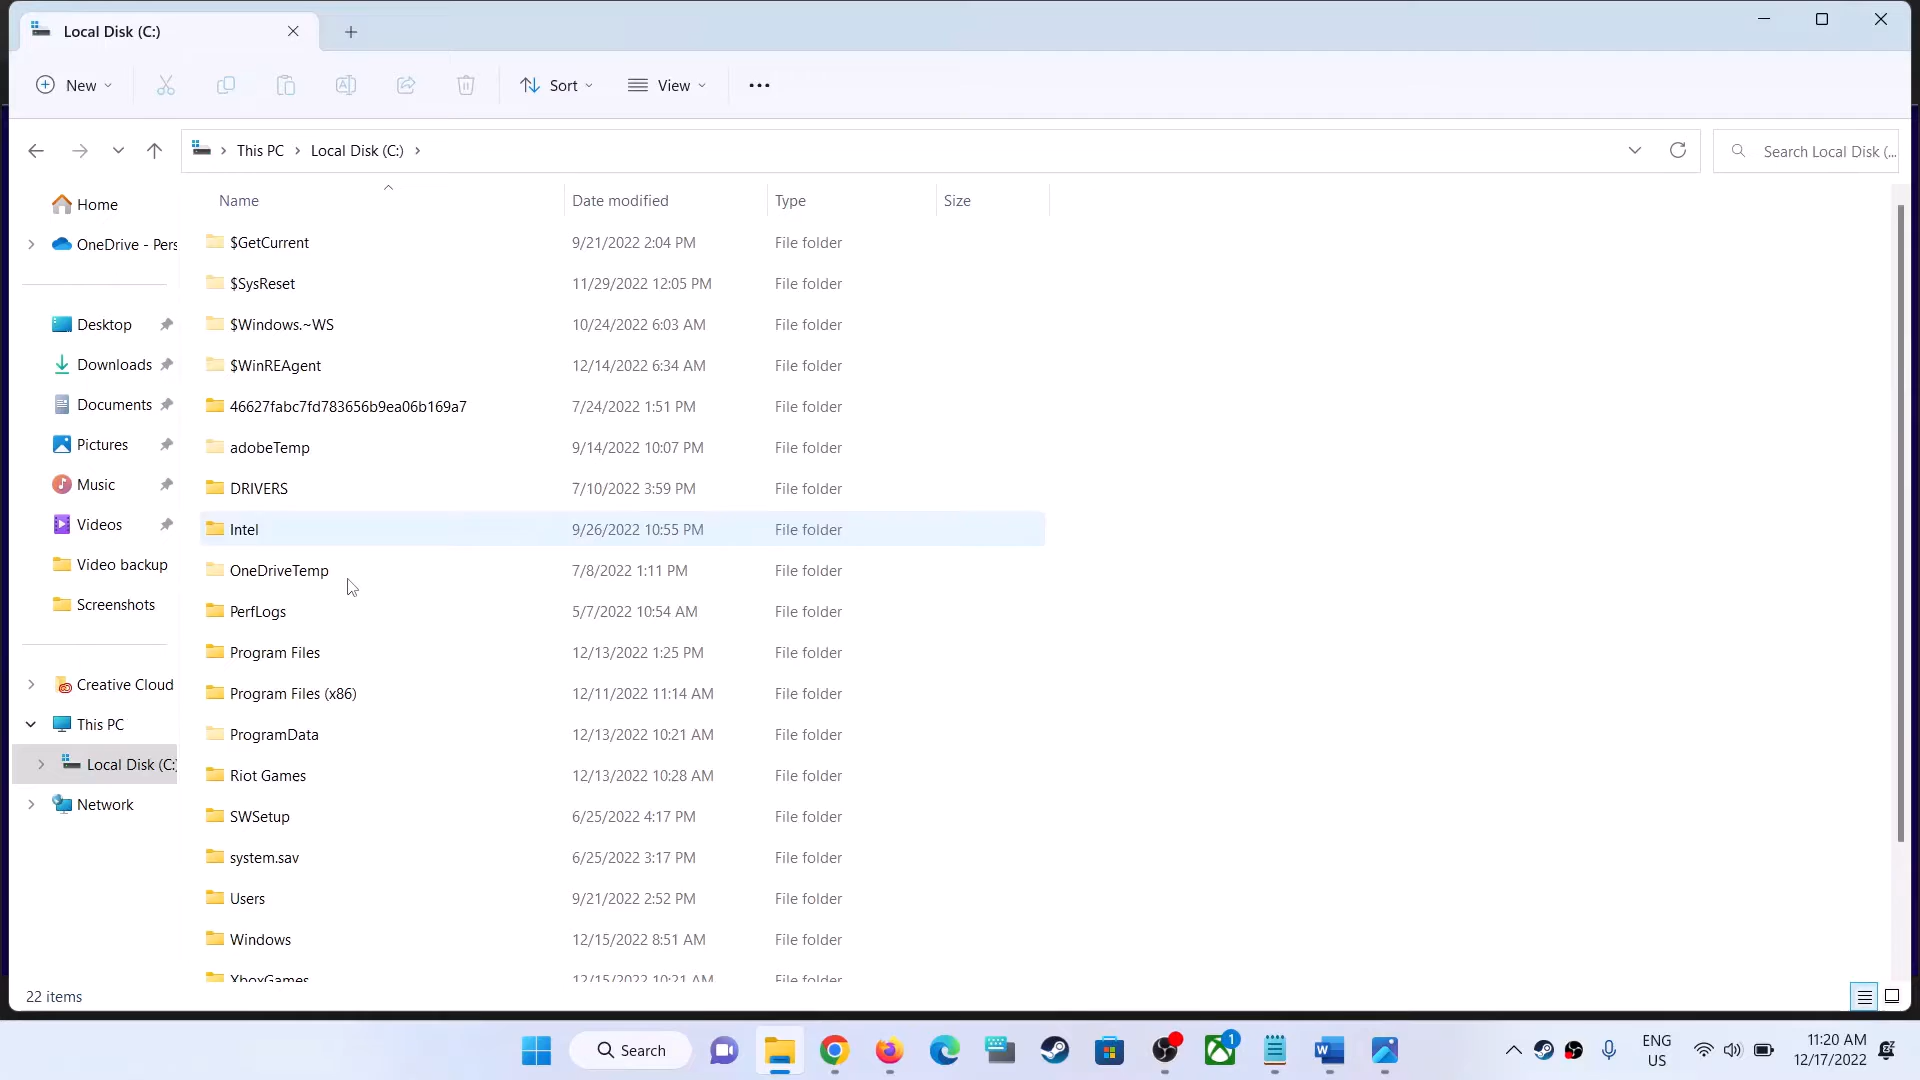 Local Disk (C:)
New
Sort
View
This PC
Local Disk (C:)
Search Local Disk (...
Home
OneDrive - Pers
Desktop
Downloads
Documents
Pictures
Music
Videos
Video backup
Screenshots
Creative Cloud
This PC
Local Disk (C:
Network
Name Date modified Type Size
$GetCurrent 9/21/2022 2:04 PM File folder
$SysReset 11/29/2022 12:05 PM File folder
$Windows.~WS 10/24/2022 6:03 AM File folder
$WinREAgent 12/14/2022 6:34 AM File folder
46627fabc7fd783656b9ea06b169a7 7/24/2022 1:51 PM File folder
adobeTemp 9/14/2022 10:07 PM File folder
DRIVERS 7/10/2022 3:59 PM File folder
Intel 9/26/2022 10:55 PM File folder
OneDriveTemp 7/8/2022 1:11 PM File folder
PerfLogs 5/7/2022 10:54 AM File folder
Program Files 12/13/2022 1:25 PM File folder
Program Files (x86) 12/11/2022 11:14 AM File folder
ProgramData 12/13/2022 10:21 AM File folder
Riot Games 12/13/2022 10:28 AM File folder
SWSetup 6/25/2022 4:17 PM File folder
system.sav 6/25/2022 3:17 PM File folder
Users 9/21/2022 2:52 PM File folder
Windows 12/15/2022 8:51 AM File folder
XboxGames 12/15/2022 10:21 AM File folder
22 items
Search
1
W
ENG
US
11:20 AM
12/17/2022